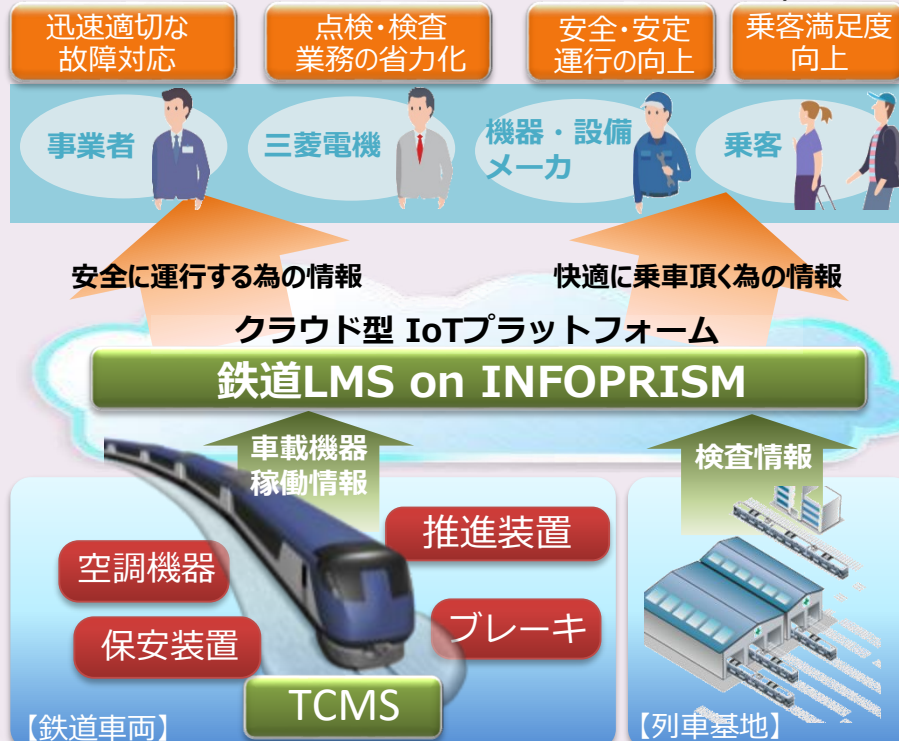 迅速適切な
故障対応
点検・検査
業務の省力化
安全・安定
運行の向上
乗客満足度
向上
事業者
三菱電機
機器・設備
メーカ
乗客
安全に運行する為の情報
快適に乗車頂く為の情報
クラウド型 IoTプラットフォーム
鉄道LMS on INFOPRISM
車載機器
稼働情報
検査情報
推進装置
空調機器
ブレーキ
保安装置
TCMS
【鉄道車両】
【列車基地】